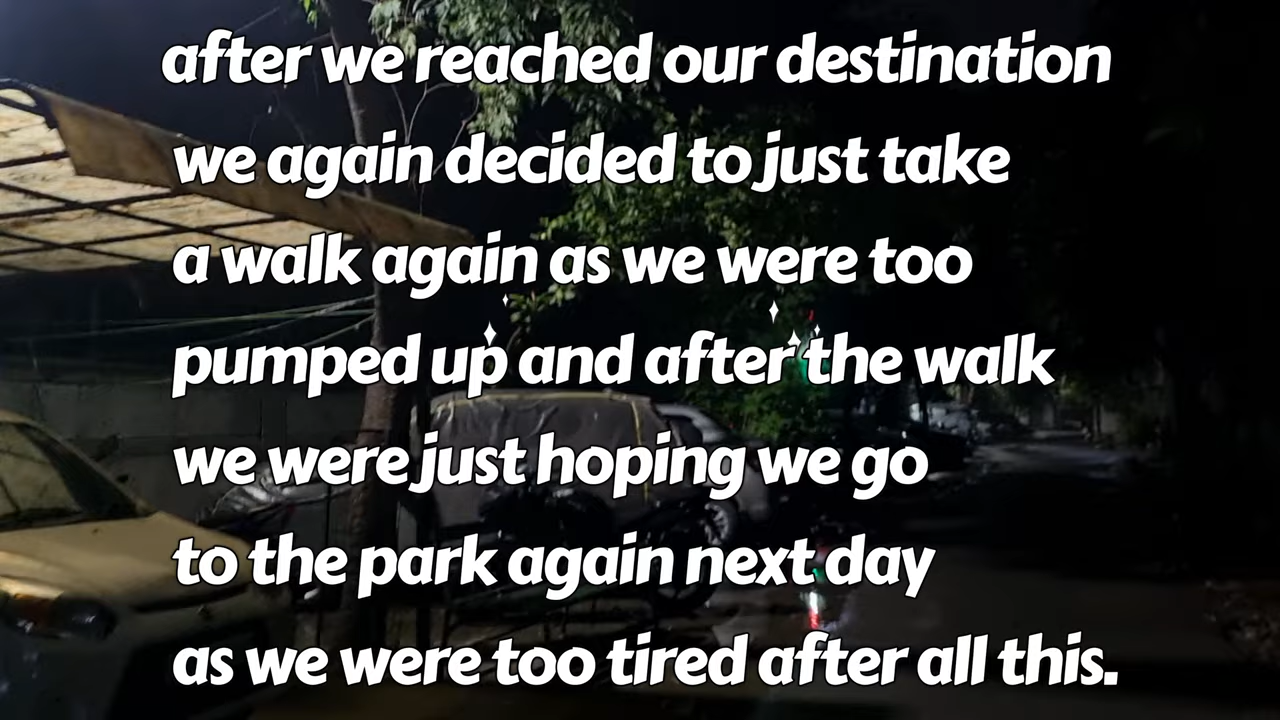 after we reached our destination
we again decided to just take
a walk again as we were too
pumped up and after the walk
we were just hoping we go
to the park again next day
as we were too tired after all this.